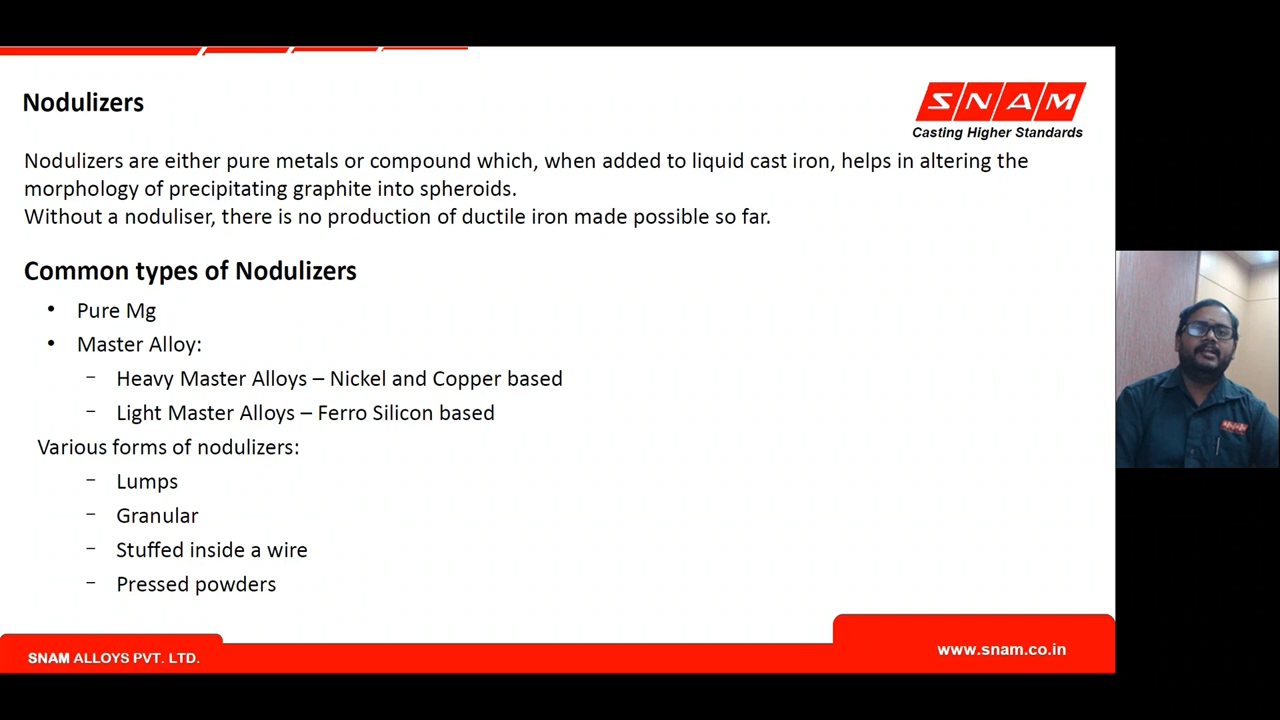 Nodulizers
SNAM
Casting Higher Standards
Nodulizers are either pure metals or compound which, when added to liquid cast iron, helps in altering the
morphology of precipitating graphite into spheroids.
Without a noduliser, there is no production of ductile iron made possible so far.
Common types of Nodulizers
• Pure Mg
• Master Alloy:
– Heavy Master Alloys – Nickel and Copper based
– Light Master Alloys – Ferro Silicon based
Various forms of nodulizers:
– Lumps
– Granular
– Stuffed inside a wire
– Pressed powders
SNAM
SNAM ALLOYS PVT. LTD.
www.snam.co.in